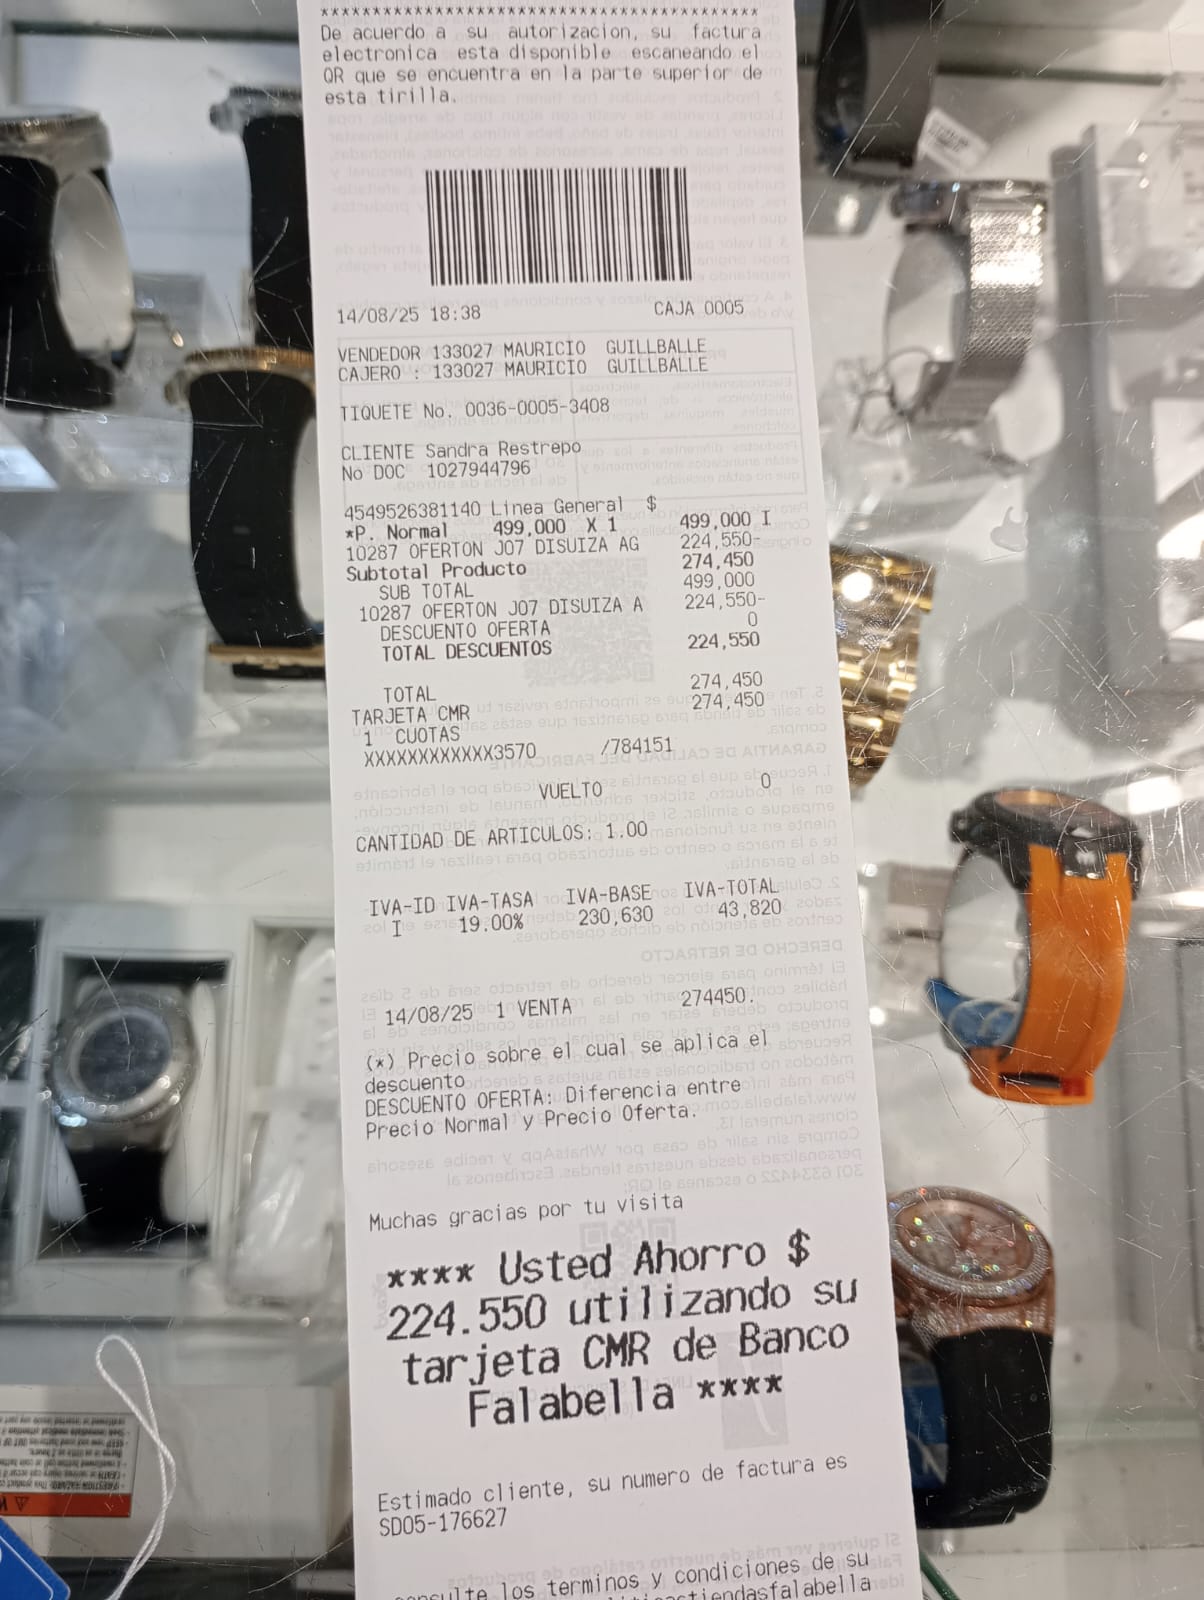 ******************************************
De acuerdo a su autorizacion, su factura
electronica esta disponible escaneando el
QR que se encuentra en la parte superior de
esta tirilla.
14/08/25 18:38 CAJA 0005
VENDEDOR 133027 MAURICIO GUILLBALLE
CAJERO : 133027 MAURICIO GUILLBALLE
TIQUETE No. 0036-0005-3408
CLIENTE Sandra Restrepo
No DOC 1027944796
4549526381140 Linea General $
*P. Normal 499,000 X 1 499,000 I
10287 OFERTON J07 DISUIZA AG 224,550-
Subtotal Producto 274,450
SUB TOTAL 499,000
10287 OFERTON J07 DISUIZA A 224,550-
DESCUENTO OFERTA 0
TOTAL DESCUENTOS 224,550
TOTAL 274,450
TARJETA CMR 274,450
1 CUOTAS
XXXXXXXXXXXX3570 /784151
VUELTO 0
CANTIDAD DE ARTICULOS: 1.00
IVA-ID IVA-TASA IVA-BASE IVA-TOTAL
I 19.00% 230,630 43,820
14/08/25 1 VENTA 274450.
(*) Precio sobre el cual se aplica el
descuento
DESCUENTO OFERTA: Diferencia entre
Precio Normal y Precio Oferta.
Muchas gracias por tu visita
**** Usted Ahorro $
224.550 utilizando su
tarjeta CMR de Banco
Falabella ****
Estimado cliente, su numero de factura es
SD05-176627
los terminos y condiciones de su